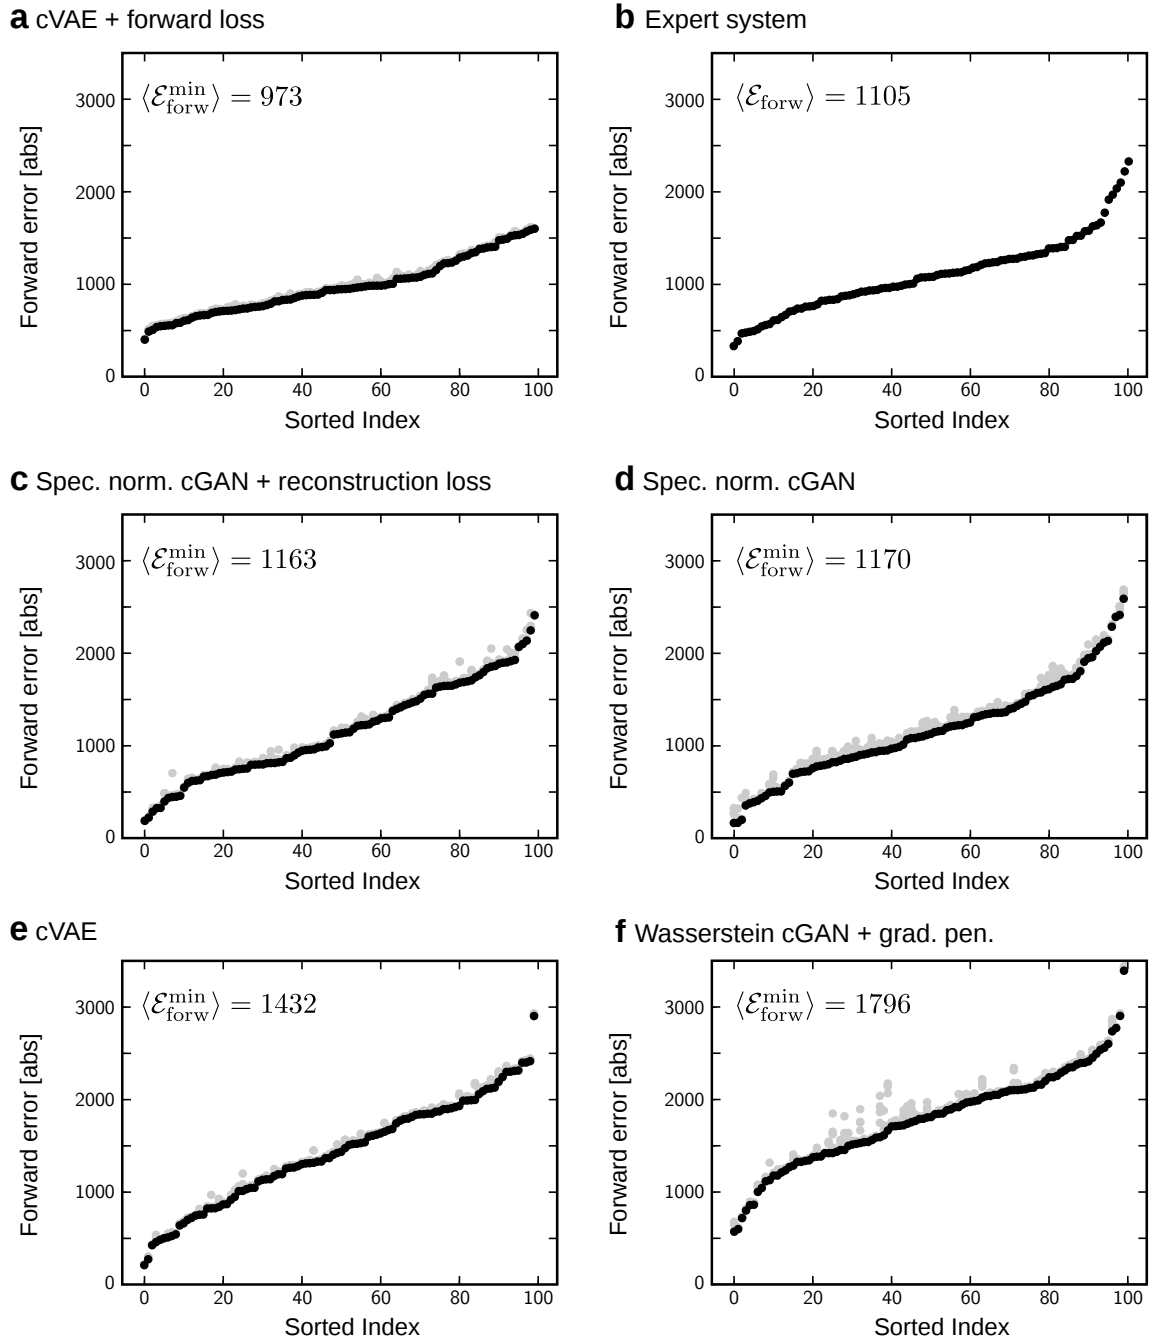 a cVAE + forward loss
⟨ℰ_forw^min⟩ = 973
3000
2000
1000
0
0 20 40 60 80 100
Forward error [abs]
Sorted Index
b Expert system
⟨ℰ_forw⟩ = 1105
3000
2000
1000
0
0 20 40 60 80 100
Forward error [abs]
Sorted Index
c Spec. norm. cGAN + reconstruction loss
⟨ℰ_forw^min⟩ = 1163
3000
2000
1000
0
0 20 40 60 80 100
Forward error [abs]
Sorted Index
d Spec. norm. cGAN
⟨ℰ_forw^min⟩ = 1170
3000
2000
1000
0
0 20 40 60 80 100
Forward error [abs]
Sorted Index
e cVAE
⟨ℰ_forw^min⟩ = 1432
3000
2000
1000
0
0 20 40 60 80 100
Forward error [abs]
Sorted Index
f Wasserstein cGAN + grad. pen.
⟨ℰ_forw^min⟩ = 1796
3000
2000
1000
0
0 20 40 60 80 100
Forward error [abs]
Sorted Index